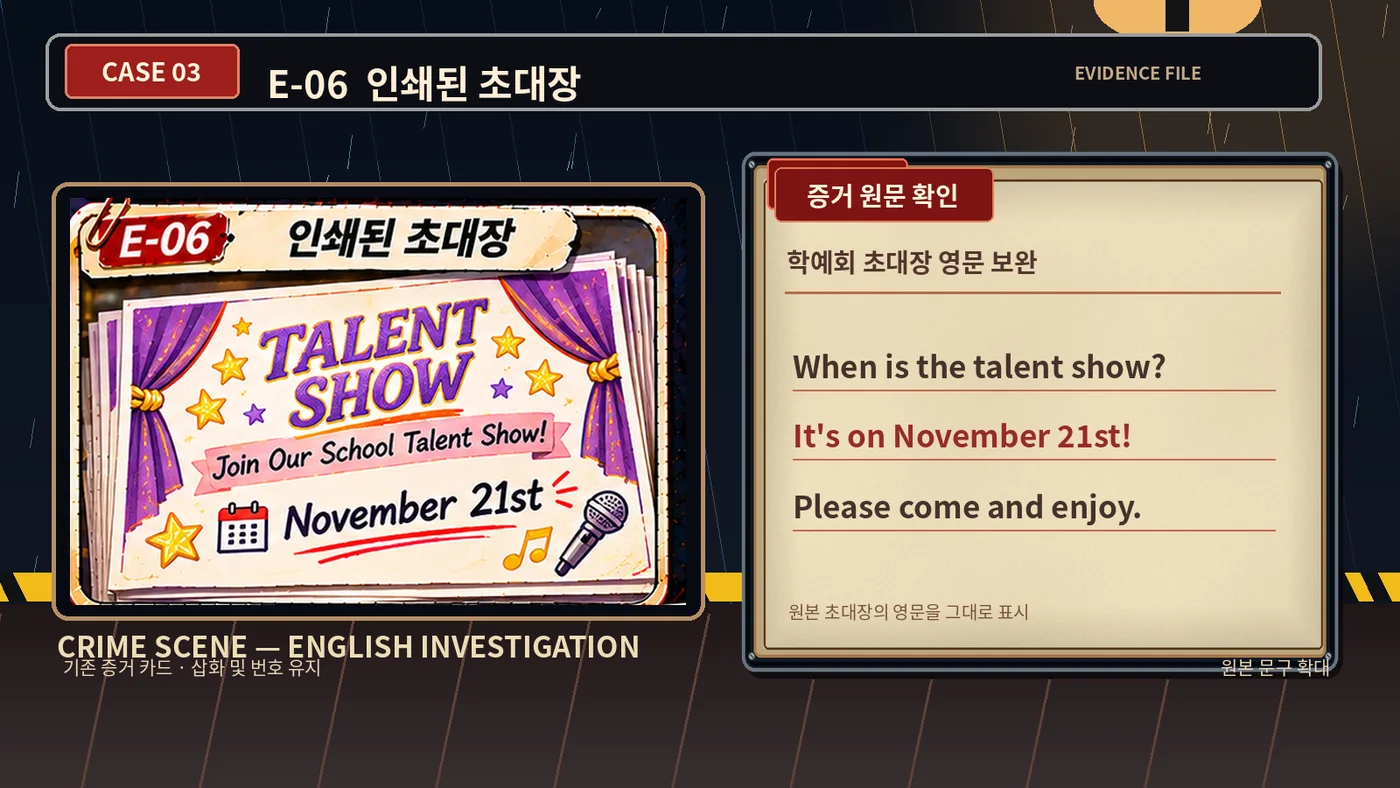 CASE 03
E-06 인쇄된 초대장
EVIDENCE FILE
E-06
인쇄된 초대장
TALENT
SHOW
Join Our School Talent Show!
November 21st
CRIME SCENE — ENGLISH INVESTIGATION
기존 증거 카드 · 삽화 및 번호 유지
증거 원문 확인
학예회 초대장 영문 보완
When is the talent show?
It's on November 21st!
Please come and enjoy.
원본 초대장의 영문을 그대로 표시
원본 문구 확대